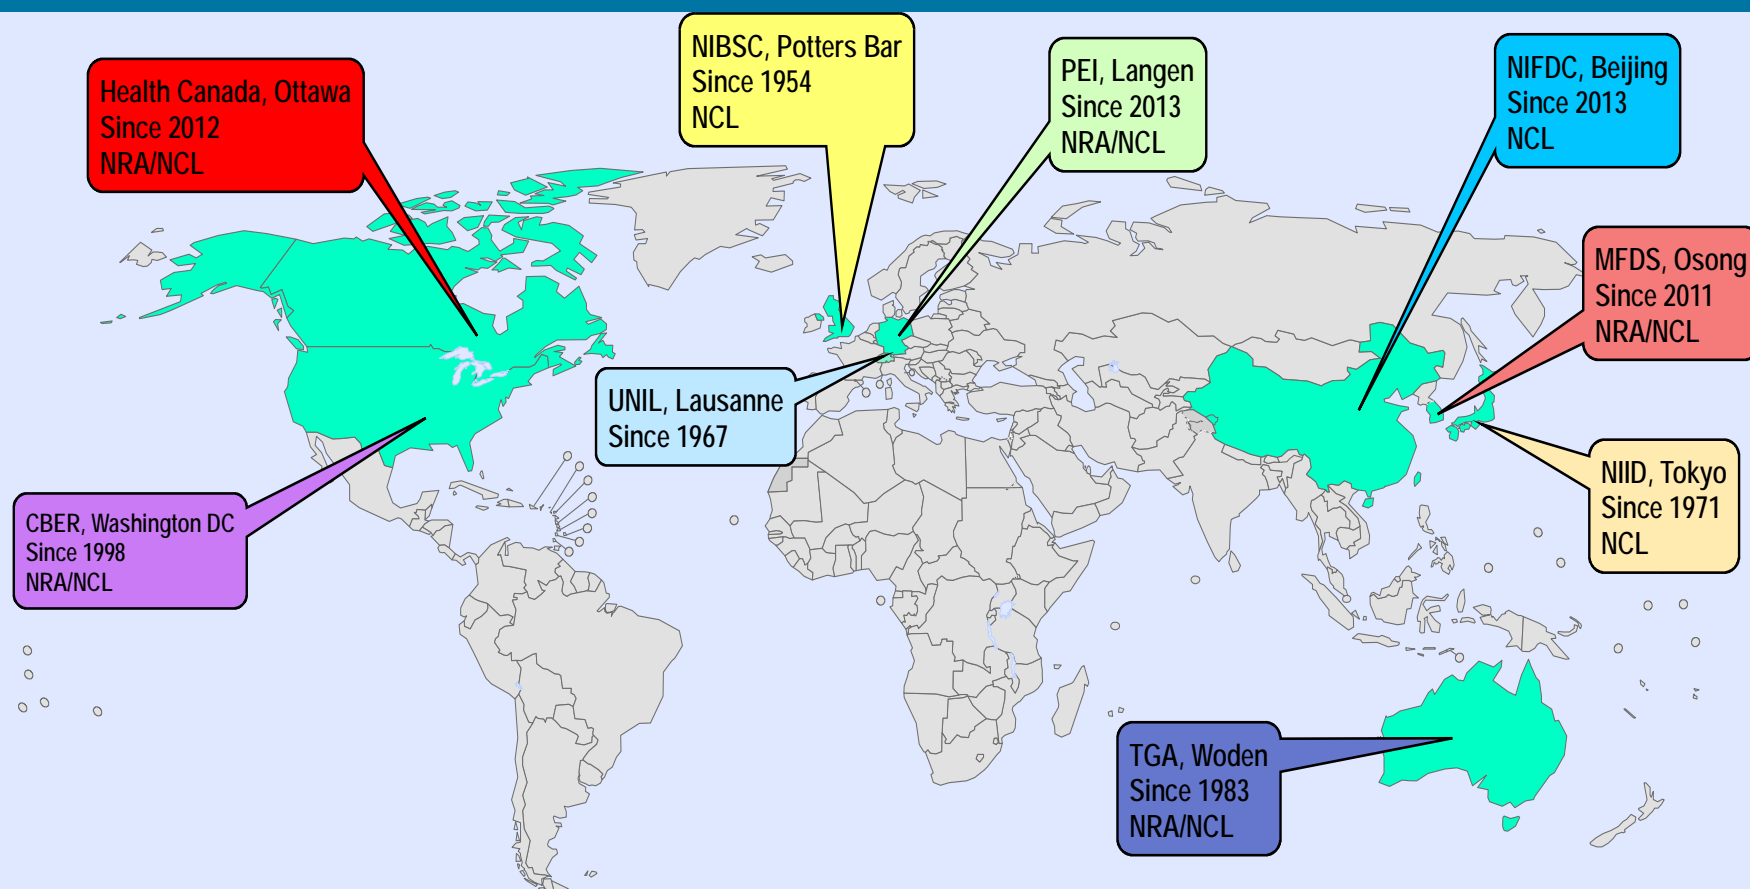 Health Canada, Ottawa
Since 2012
NRA/NCL
NIBSC, Potters Bar
Since 1954
NCL
PEI, Langen
Since 2013
NRA/NCL
NIFDC, Beijing
Since 2013
NCL
MFDS, Osong
Since 2011
NRA/NCL
UNIL, Lausanne
Since 1967
NIID, Tokyo
Since 1971
NCL
CBER, Washington DC
Since 1998
NRA/NCL
TGA, Woden
Since 1983
NRA/NCL